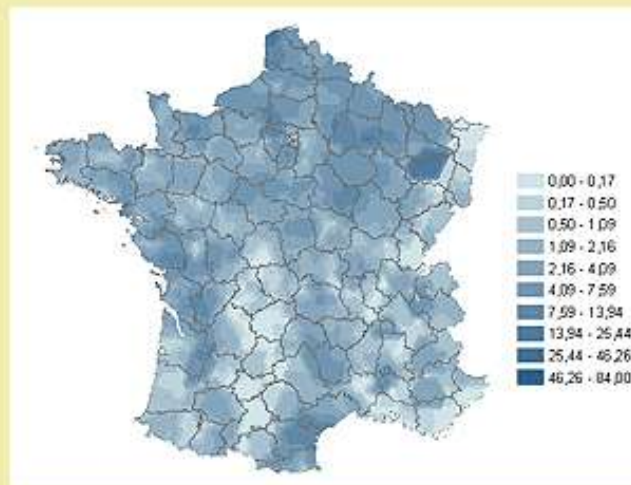 0,00 - 0,17
0,17 - 0,50
0,50 - 1,09
1,09 - 2,16
2,16 - 4,09
4,09 - 7,59
7,59 - 13,94
13,94 - 25,44
25,44 - 46,26
46,26 - 84,00